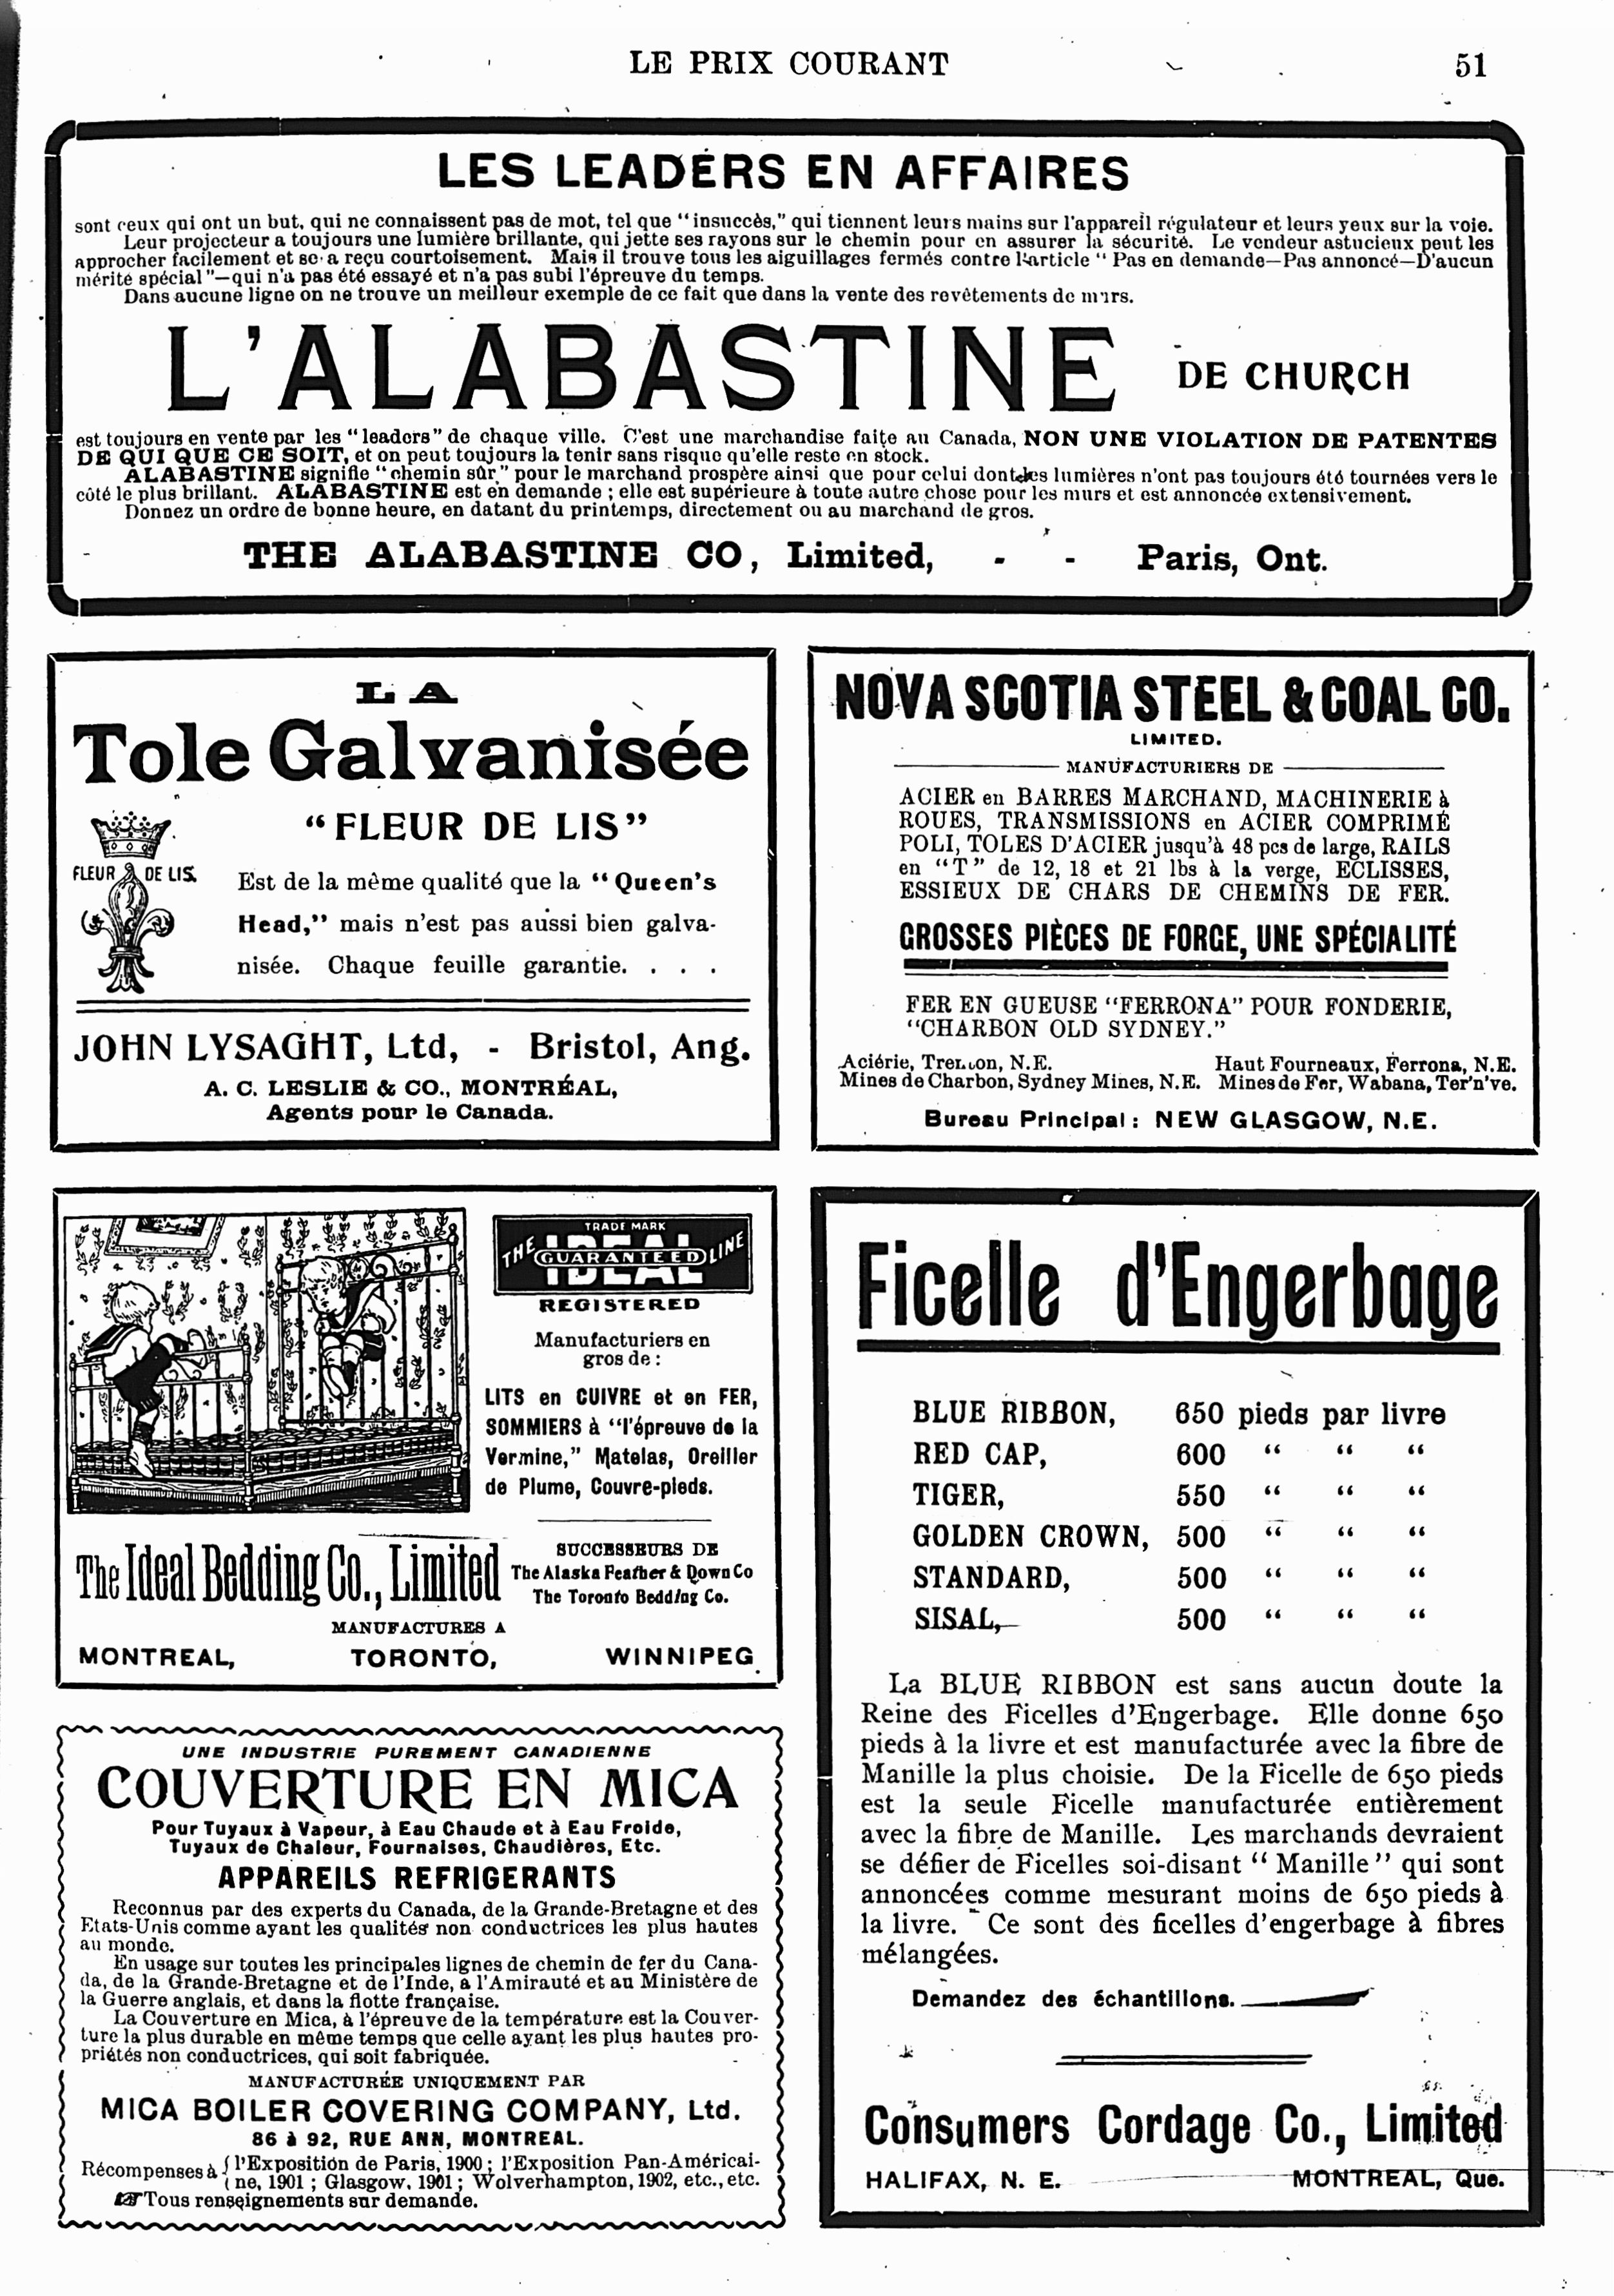 LE PRIX COURANT
51
LES LEADERS EN AFFAIRES
sont ceux qui ont un but, qui ne connaissent pas de mot, tel que "insuccès," qui tiennent leurs mains sur l'appareil régulateur et leurs yeux sur la voie.
Leur projecteur a toujours une lumière brillante, qui jette ses rayons sur le chemin pour en assurer la sécurité. Le vendeur astucieux peut les
approcher facilement et sera reçu courtoisement. Mais il trouve tous les aiguillages fermés contre l'article " Pas en demande—Pas annoncé—D'aucun
mérite spécial "—qui n'a pas été essayé et n'a pas subi l'épreuve du temps.
Dans aucune ligne on ne trouve un meilleur exemple de ce fait que dans la vente des revêtements de murs.
L'ALABASTINE DE CHURCH
est toujours en vente par les "leaders" de chaque ville. C'est une marchandise faite au Canada, NON UNE VIOLATION DE PATENTES
DE QUI QUE CE SOIT, et on peut toujours la tenir sans risque qu'elle reste en stock.
ALABASTINE signifie "chemin sûr" pour le marchand prospère ainsi que pour celui dont les lumières n'ont pas toujours été tournées vers le
côté le plus brillant. ALABASTINE est en demande ; elle est supérieure à toute autre chose pour les murs et est annoncée extensivement.
Donnez un ordre de bonne heure, en datant du printemps, directement ou au marchand de gros.
THE ALABASTINE CO, Limited, - - Paris, Ont.
LA
Tole Galvanisée
"FLEUR DE LIS"
FLEUR DE LIS.
Est de la même qualité que la "Queen's
Head," mais n'est pas aussi bien galva-
nisée. Chaque feuille garantie. . . .
JOHN LYSAGHT, Ltd, - Bristol, Ang.
A. C. LESLIE & CO., MONTRÉAL,
Agents pour le Canada.
NOVA SCOTIA STEEL & COAL CO.
LIMITED.
MANUFACTURIERS DE
ACIER en BARRES MARCHAND, MACHINERIE à
ROUES, TRANSMISSIONS en ACIER COMPRIMÉ
POLI, TOLES D'ACIER jusqu'à 48 pcs de large, RAILS
en "T" de 12, 18 et 21 lbs à la verge, ECLISSES,
ESSIEUX DE CHARS DE CHEMINS DE FER.
GROSSES PIÈCES DE FORGE, UNE SPÉCIALITÉ
FER EN GUEUSE "FERRONA" POUR FONDERIE,
"CHARBON OLD SYDNEY."
Aciérie, Trenton, N.E. Haut Fourneaux, Ferrona, N.E.
Mines de Charbon, Sydney Mines, N.E. Mines de Fer, Wabana, Ter'n've.
Bureau Principal : NEW GLASGOW, N.E.
TRADE MARK
THE IDEAL LINE
GUARANTEED
REGISTERED
Manufacturiers en
gros de :
LITS en CUIVRE et en FER,
SOMMIERS à "l'épreuve de la
Vermine," Matelas, Oreiller
de Plume, Couvre-pieds.
The Ideal Bedding Co., Limited
SUCCESSEURS DE
The Alaska Feather & Down Co
The Toronto Bedding Co.
MANUFACTURES A
MONTREAL, TORONTO, WINNIPEG.
UNE INDUSTRIE PUREMENT CANADIENNE
COUVERTURE EN MICA
Pour Tuyaux à Vapeur, à Eau Chaude et à Eau Froide,
Tuyaux de Chaleur, Fournaises, Chaudières, Etc.
APPAREILS REFRIGERANTS
Reconnus par des experts du Canada, de la Grande-Bretagne et des
Etats-Unis comme ayant les qualités non conductrices les plus hautes
au monde.
En usage sur toutes les principales lignes de chemin de fer du Cana-
da, de la Grande-Bretagne et de l'Inde, a l'Amirauté et au Ministère de
la Guerre anglais, et dans la flotte française.
La Couverture en Mica, à l'épreuve de la température est la Couver-
ture la plus durable en même temps que celle ayant les plus hautes pro-
priétés non conductrices, qui soit fabriquée.
MANUFACTURÉE UNIQUEMENT PAR
MICA BOILER COVERING COMPANY, Ltd.
86 à 92, RUE ANN, MONTREAL.
Récompenses à { l'Exposition de Paris, 1900 ; l'Exposition Pan-Américai-
ne, 1901 ; Glasgow, 1901 ; Wolverhampton, 1902, etc., etc.
☞ Tous renseignements sur demande.
Ficelle d'Engerbage
BLUE RIBBON, 650 pieds par livre
RED CAP, 600 " " "
TIGER, 550 " " "
GOLDEN CROWN, 500 " " "
STANDARD, 500 " " "
SISAL, 500 " " "
La BLUE RIBBON est sans aucun doute la
Reine des Ficelles d'Engerbage. Elle donne 650
pieds à la livre et est manufacturée avec la fibre de
Manille la plus choisie. De la Ficelle de 650 pieds
est la seule Ficelle manufacturée entièrement
avec la fibre de Manille. Les marchands devraient
se défier de Ficelles soi-disant " Manille " qui sont
annoncées comme mesurant moins de 650 pieds à
la livre. Ce sont des ficelles d'engerbage à fibres
mélangées.
Demandez des échantillons.
Consumers Cordage Co., Limited
HALIFAX, N. E. MONTREAL, Que.